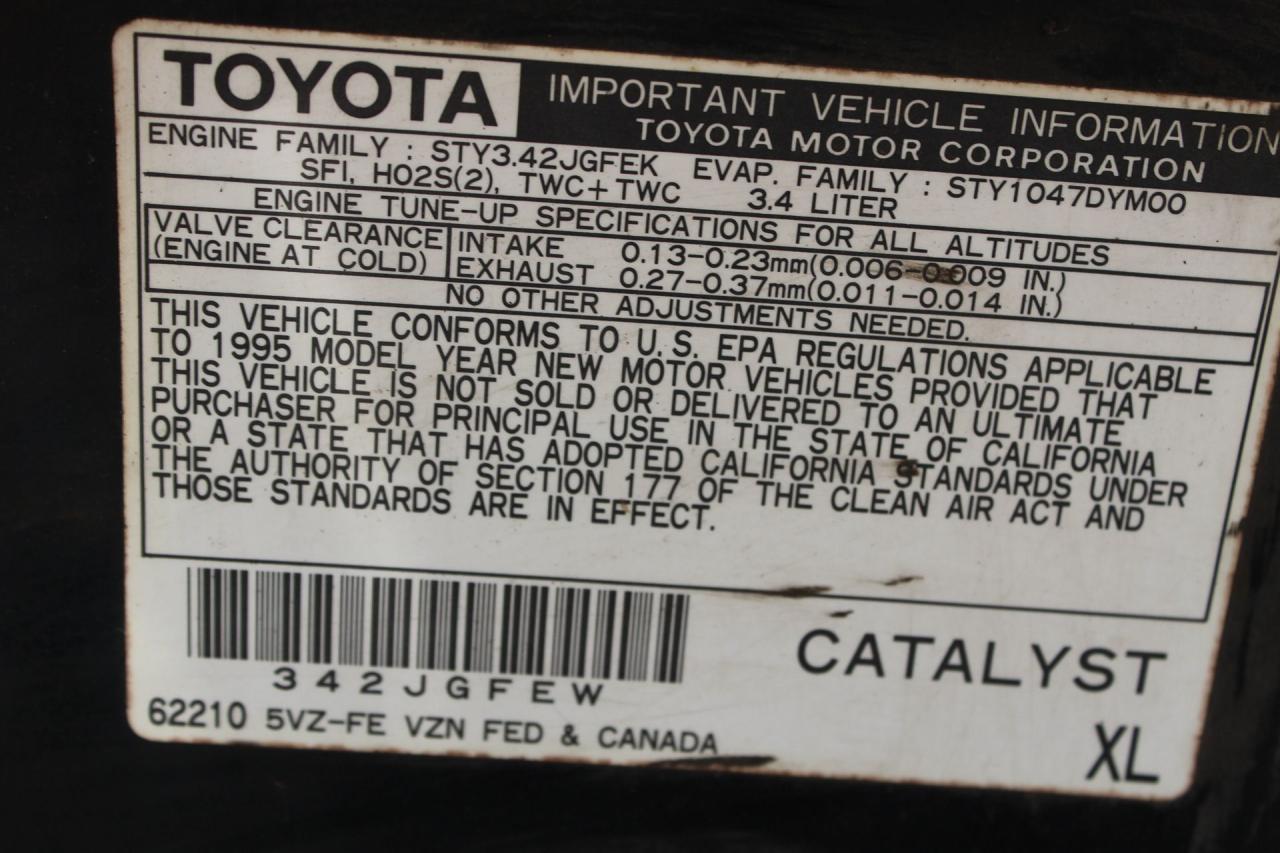 TOYOTA IMPORTANT VEHICLE INFORMATION
TOYOTA MOTOR CORPORATION
ENGINE FAMILY : STY3.42JGFEK EVAP. FAMILY : STY1047DYM00
SFI, HO2S(2), TWC+TWC 3.4 LITER
ENGINE TUNE-UP SPECIFICATIONS FOR ALL ALTITUDES
VALVE CLEARANCE INTAKE 0.13-0.23mm(0.006-0.009 IN.)
(ENGINE AT COLD) EXHAUST 0.27-0.37mm(0.011-0.014 IN.)
NO OTHER ADJUSTMENTS NEEDED.
THIS VEHICLE CONFORMS TO U.S. EPA REGULATIONS APPLICABLE
TO 1995 MODEL YEAR NEW MOTOR VEHICLES PROVIDED THAT
THIS VEHICLE IS NOT SOLD OR DELIVERED TO AN ULTIMATE
PURCHASER FOR PRINCIPAL USE IN THE STATE OF CALIFORNIA
OR A STATE THAT HAS ADOPTED CALIFORNIA STANDARDS UNDER
THE AUTHORITY OF SECTION 177 OF THE CLEAN AIR ACT AND
THOSE STANDARDS ARE IN EFFECT.
342JGFEW
CATALYST
62210 5VZ-FE VZN FED & CANADA
XL